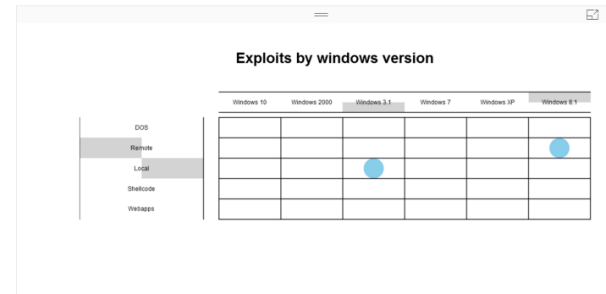 Exploits by windows version
Windows 10 Windows 2000 Windows 3.1 Windows 7 Windows XP Windows 8.1
DOS
Remote
Local
Shellcode
Webapps